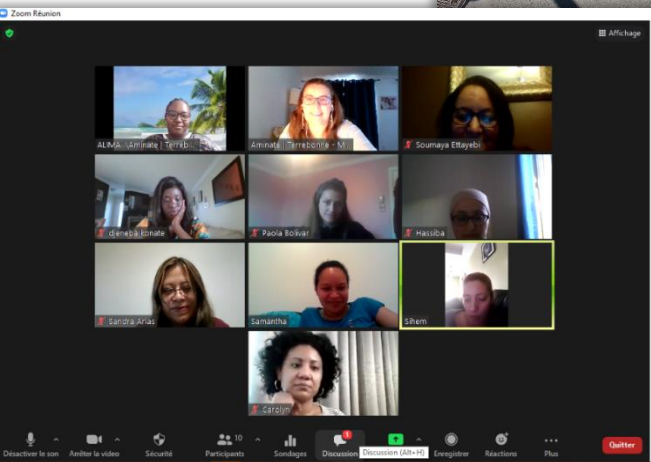 Zoom Réunion
Affichage
ALIMA - (Aminate | Terreb...
Aminate | Terrebonne - M...
Soumaya Ettayebi
djeneba konate
Paola Bolivar
Hassiba
Sandra Arias
Samantha
Sihem
Carolyn
10
1
Désactiver le son
Arrêter la vidéo
Sécurité
Participants
Sondages
Discussion
Discussion (Alt+H)
Enregistrer
Réactions
Plus
Quitter